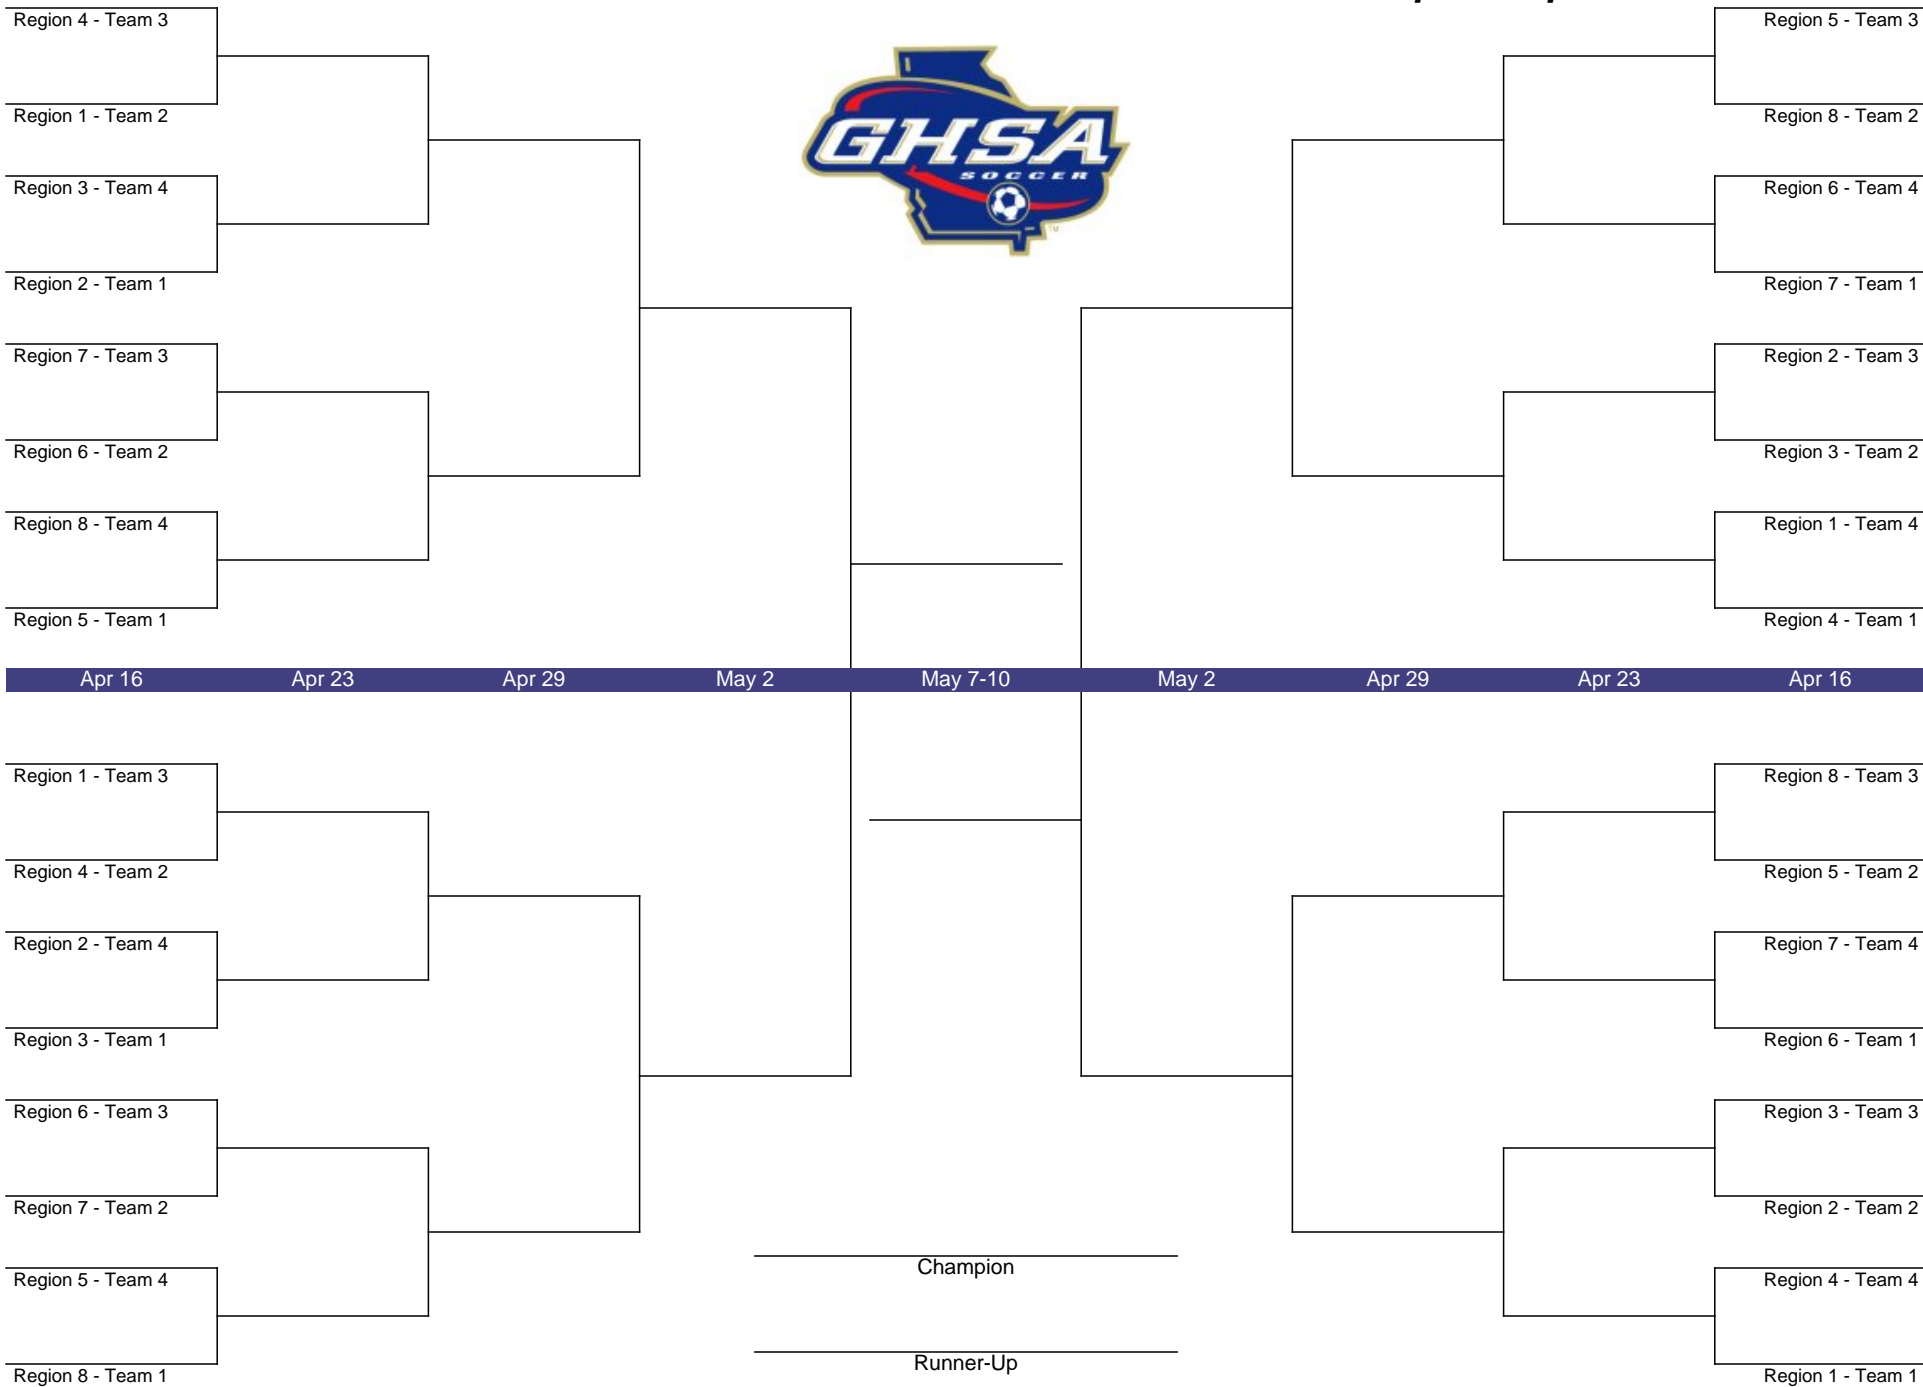 Region 4 - Team 3
Region 5 - Team 3
Region 1 - Team 2
Region 8 - Team 2
GHSA
SOCCER
TM
Region 3 - Team 4
Region 6 - Team 4
Region 2 - Team 1
Region 7 - Team 1
Region 7 - Team 3
Region 2 - Team 3
Region 6 - Team 2
Region 3 - Team 2
Region 8 - Team 4
Region 1 - Team 4
Region 5 - Team 1
Region 4 - Team 1
Apr 16 Apr 23 Apr 29 May 2 May 7-10 May 2 Apr 29 Apr 23 Apr 16
Region 1 - Team 3
Region 8 - Team 3
Region 4 - Team 2
Region 5 - Team 2
Region 2 - Team 4
Region 7 - Team 4
Region 3 - Team 1
Region 6 - Team 1
Region 6 - Team 3
Region 3 - Team 3
Region 7 - Team 2
Region 2 - Team 2
Champion
Region 5 - Team 4
Region 4 - Team 4
Runner-Up
Region 8 - Team 1
Region 1 - Team 1